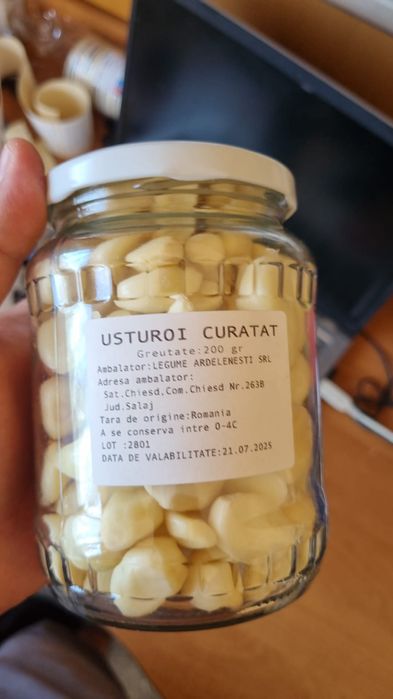 USTUROI CURATAT
Greutate:200 gr
Ambalator:LEGUME ARDELENESTI SRL
Adresa ambalator:
Sat.Chiesd.Com.Chiesd Nr.263B
Jud.Salaj
Tara de origine:Romania
A se conserva intre 0-4C
LOT :2801
DATA DE VALABILITATE:21.07.2025